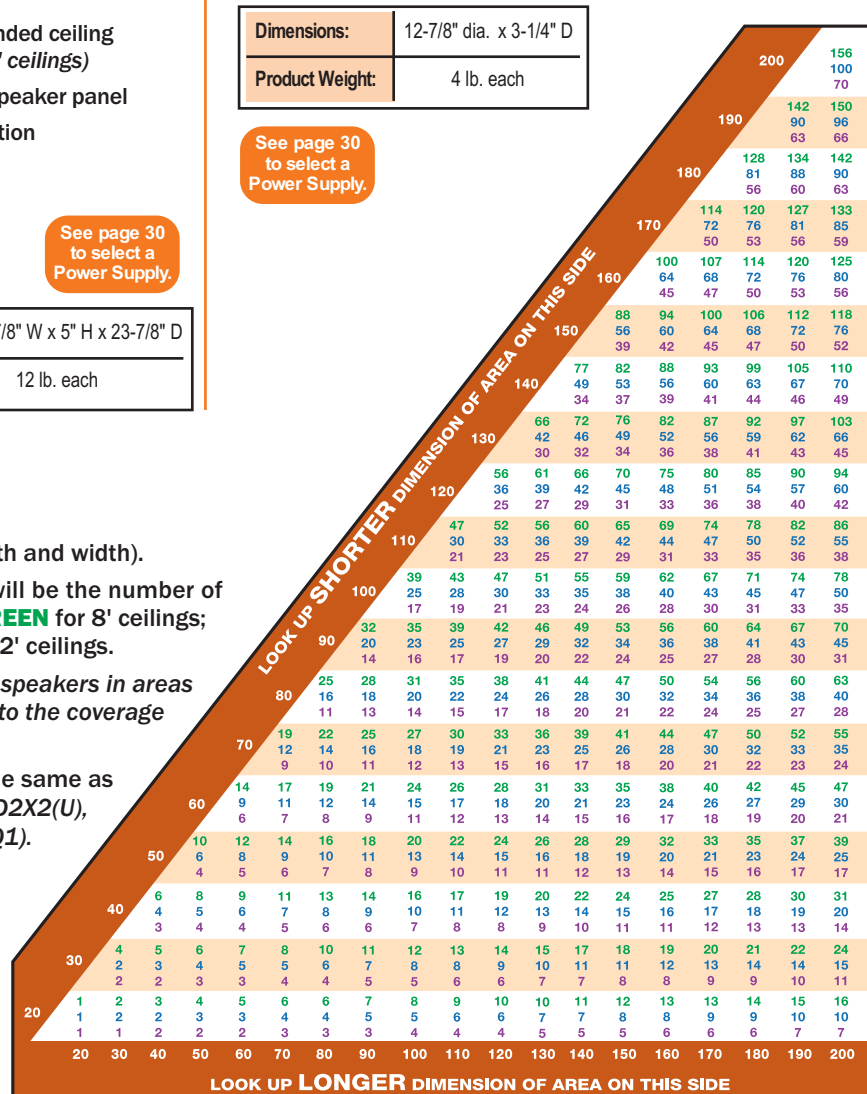 nded ceiling
' ceilings)
peaker panel
tion
See page 30
to select a
Power Supply.
/8" W x 5" H x 23-7/8" D
12 lb. each
Dimensions: 12-7/8" dia. x 3-1/4" D
Product Weight: 4 lb. each
See page 30
to select a
Power Supply.
th and width).
will be the number of
REEN for 8' ceilings;
2' ceilings.
speakers in areas
to the coverage
e same as
D2X2(U),
Q1).
LOOK UP SHORTER DIMENSION OF AREA ON THIS SIDE
200 156
100
70
190 142 150
90 96
63 66
180 128 134 142
81 88 90
56 60 63
170 114 120 127 133
72 76 81 85
50 53 56 59
160 100 107 114 120 125
64 68 72 76 80
45 47 50 53 56
150 88 94 100 106 112 118
56 60 64 68 72 76
39 42 45 47 50 52
140 77 82 88 93 99 105 110
49 53 56 60 63 67 70
34 37 39 41 44 46 49
130 66 72 76 82 87 92 97 103
42 46 49 52 56 59 62 66
30 32 34 36 38 41 43 45
120 56 61 66 70 75 80 85 90 94
36 39 42 45 48 51 54 57 60
25 27 29 31 33 36 38 40 42
110 47 52 56 60 65 69 74 78 82 86
30 33 36 39 42 44 47 50 52 55
21 23 25 27 29 31 33 35 36 38
100 39 43 47 51 55 59 62 67 71 74 78
25 28 30 33 35 38 40 43 45 47 50
17 19 21 23 24 26 28 30 31 33 35
90 32 35 39 42 46 49 53 56 60 64 67 70
20 23 25 27 29 32 34 36 38 41 43 45
14 16 17 19 20 22 24 25 27 28 30 31
80 25 28 31 35 38 41 44 47 50 54 56 60 63
16 18 20 22 24 26 28 30 32 34 36 38 40
11 13 14 15 17 18 20 21 22 24 25 27 28
70 19 22 25 27 30 33 36 39 41 44 47 50 52 55
12 14 16 18 19 21 23 25 26 28 30 32 33 35
9 10 11 12 13 15 16 17 18 20 21 22 23 24
60 14 17 19 21 24 26 28 31 33 35 38 40 42 45 47
9 11 12 14 15 17 18 20 21 23 24 26 27 29 30
6 7 8 9 11 12 13 14 15 16 17 18 19 20 21
50 10 12 14 16 18 20 22 24 26 28 29 32 33 35 37 39
6 8 9 10 11 13 14 15 16 18 19 20 21 23 24 25
4 5 6 7 8 9 10 11 11 12 13 14 15 16 17 17
40 6 8 9 11 13 14 16 17 19 20 22 24 25 27 28 30 31
4 5 6 7 8 9 10 11 12 13 14 15 16 17 18 19 20
3 4 4 5 6 6 7 8 8 9 10 11 11 12 13 13 14
30 4 5 6 7 8 10 11 12 13 14 15 17 18 19 20 21 22 24
2 3 4 5 5 6 7 8 8 9 10 11 11 12 13 14 14 15
2 2 3 3 4 4 5 5 6 6 7 7 8 8 9 9 10 11
20 1 2 3 4 5 6 6 7 8 9 10 10 11 12 13 13 14 15 16
1 2 2 3 3 4 4 5 5 6 6 7 7 8 8 9 9 10 10
1 1 2 2 2 3 3 3 4 4 4 5 5 5 6 6 6 7 7
20 30 40 50 60 70 80 90 100 110 120 130 140 150 160 170 180 190 200
LOOK UP LONGER DIMENSION OF AREA ON THIS SIDE